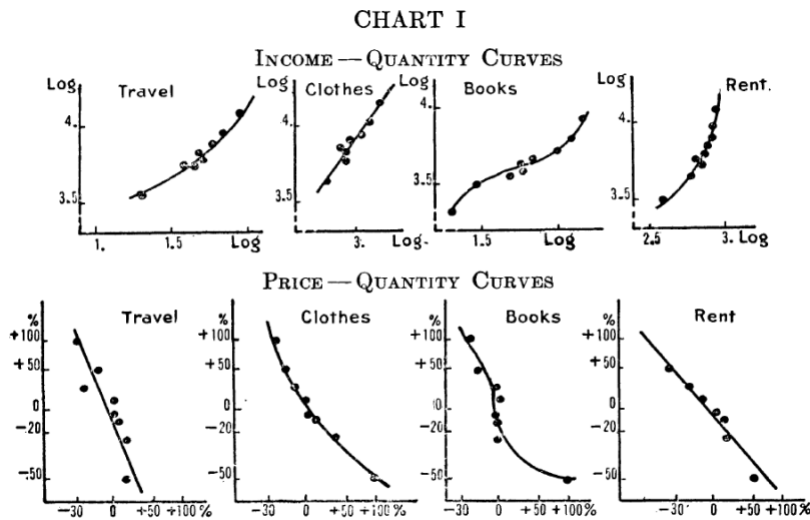 CHART I
INCOME — QUANTITY CURVES
Log Travel
4.
3.5
1. 1.5 Log
Log Clothes
4.
3.5
3. Log-
Log Books
4.
3.5
1.5 Log
Log Rent.
4.
3.5
2.5 3. Log
PRICE — QUANTITY CURVES
% Travel
+100
+50
0
-20
-50
-30 0 +50 +100%
% Clothes
+100
+50
0
-20
-50
-30 0 +50 +100%
% Books
+100
+50
0
-20
-50
-30 0 +50 +100%
% Rent
+100
+50
0
-20
-50
-30 0 +50 +100%